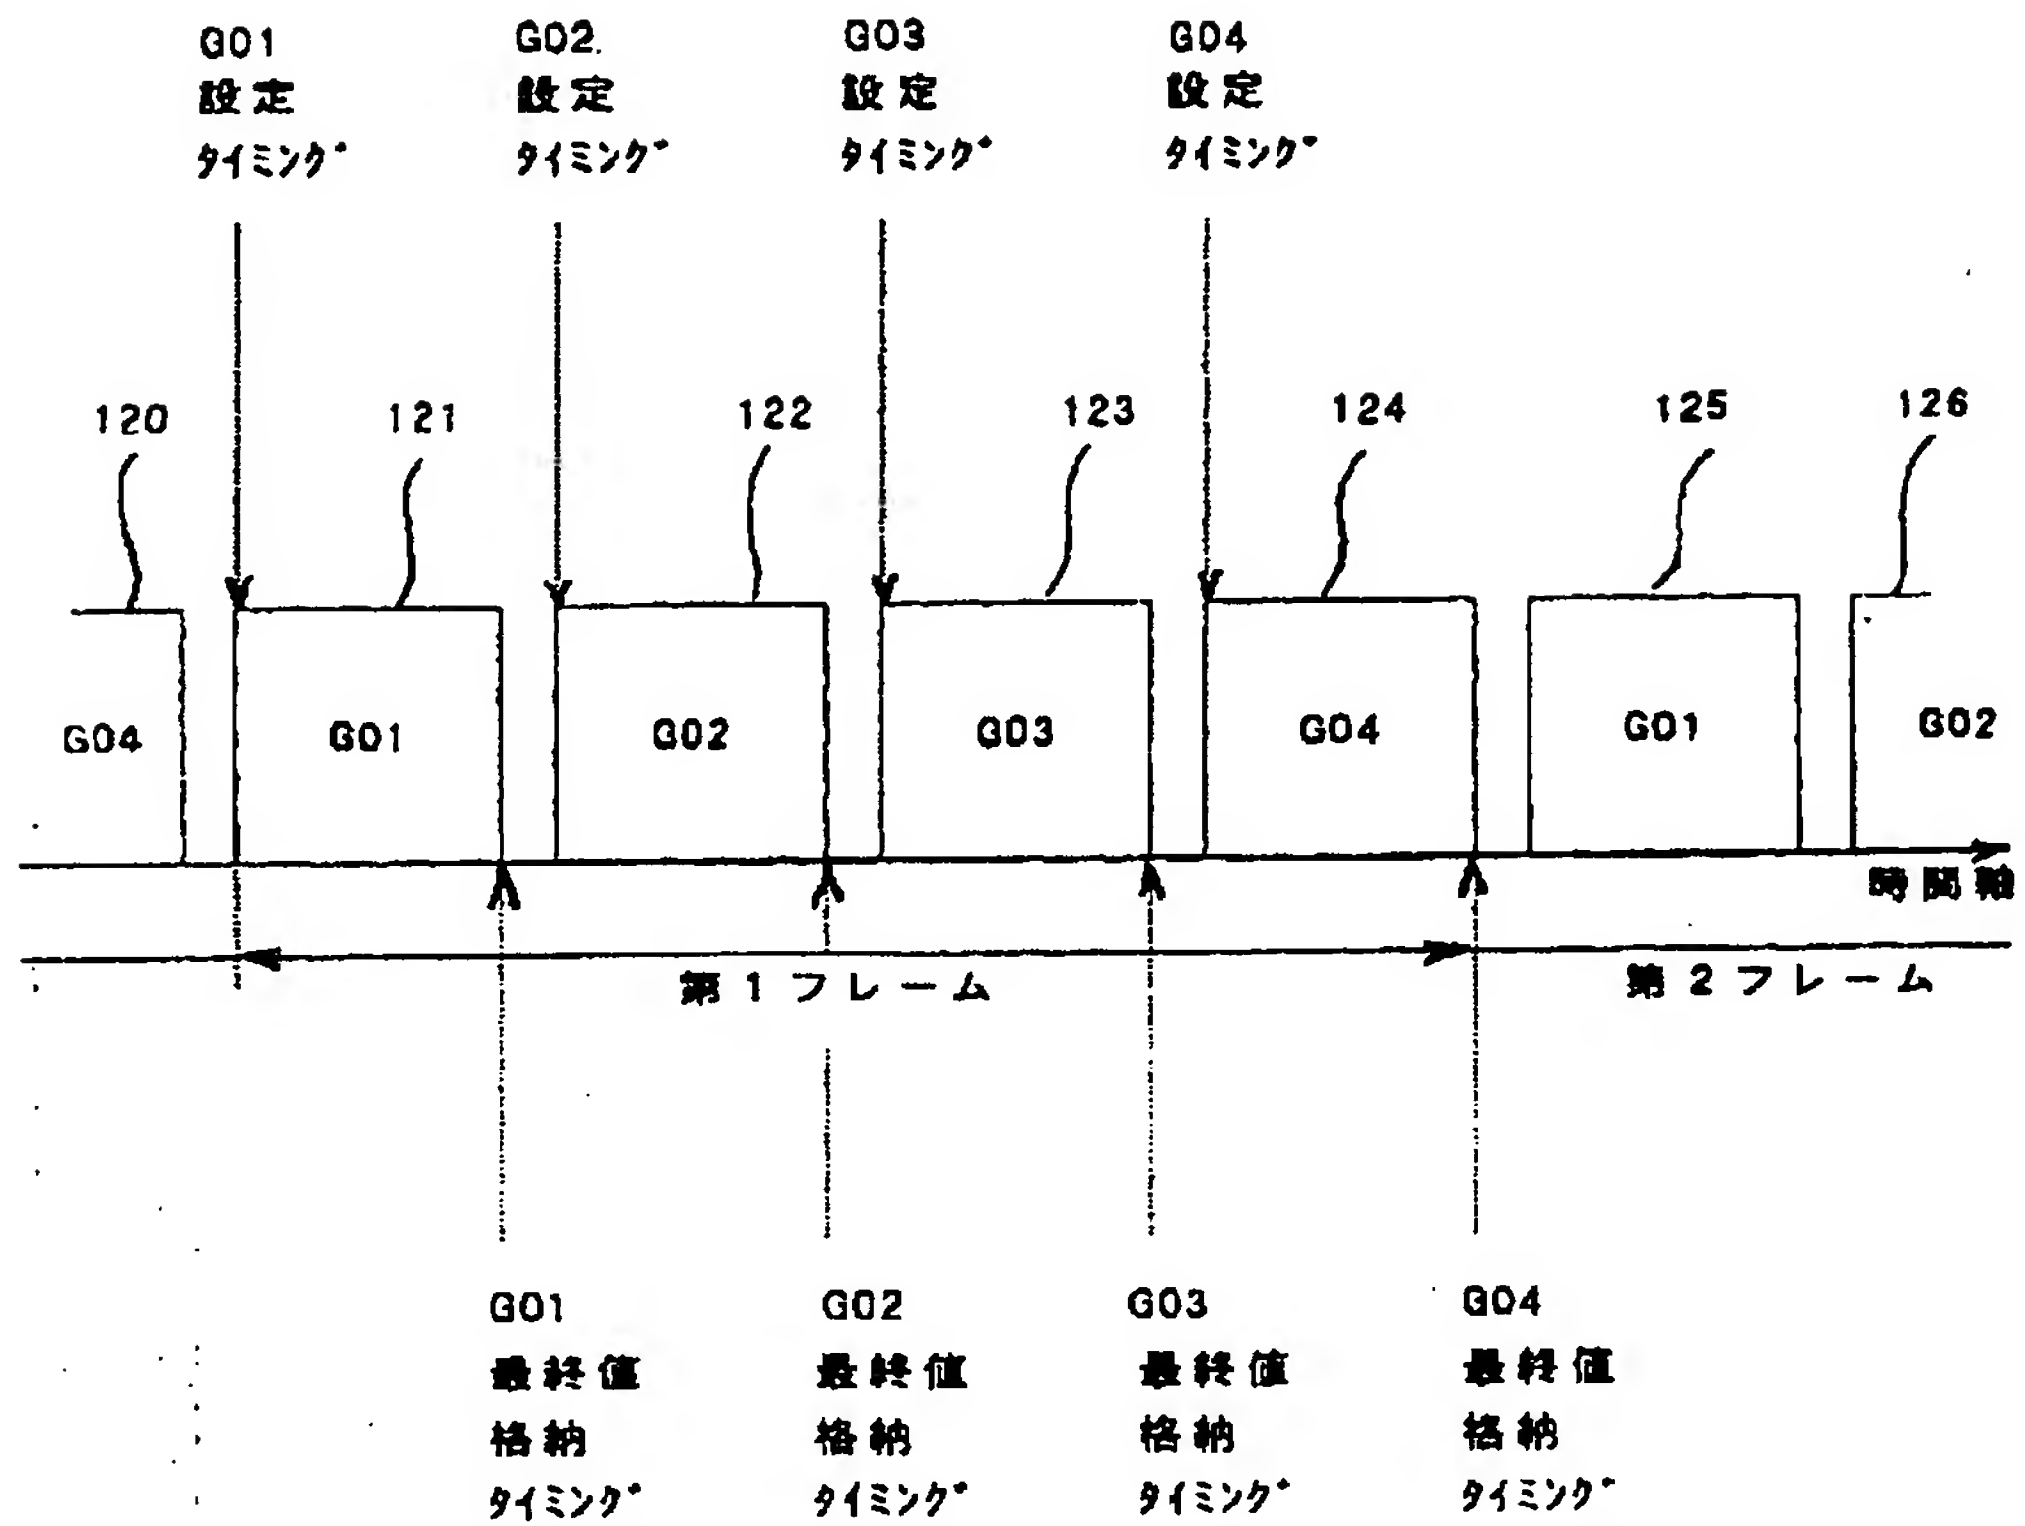 G01
設定
ﾀｲﾐﾝｸﾞ
G02
設定
ﾀｲﾐﾝｸﾞ
G03
設定
ﾀｲﾐﾝｸﾞ
G04
設定
ﾀｲﾐﾝｸﾞ
120
121
122
123
124
125
126
G04
G01
G02
G03
G04
G01
G02
時間軸
第1フレーム
第2フレーム
G01
最終値
格納
ﾀｲﾐﾝｸﾞ
G02
最終値
格納
ﾀｲﾐﾝｸﾞ
G03
最終値
格納
ﾀｲﾐﾝｸﾞ
G04
最終値
格納
ﾀｲﾐﾝｸﾞ